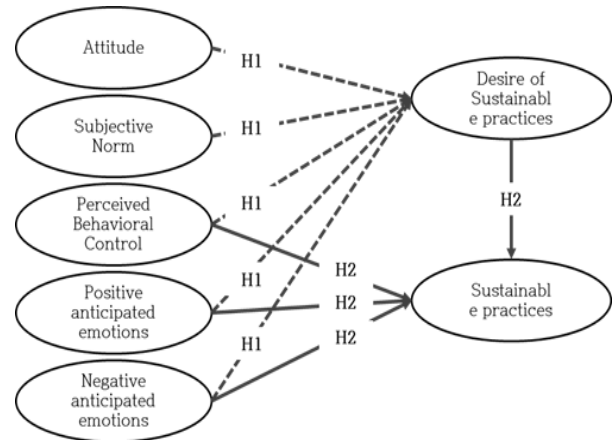 Attitude
H1
Desire of
Sustainabl
e practices
Subjective
Norm
H1
Perceived
Behavioral
Control
H1
H2
H2
Positive
anticipated
emotions
H1
H2
Sustainabl
e practices
Negative
anticipated
emotions
H1
H2